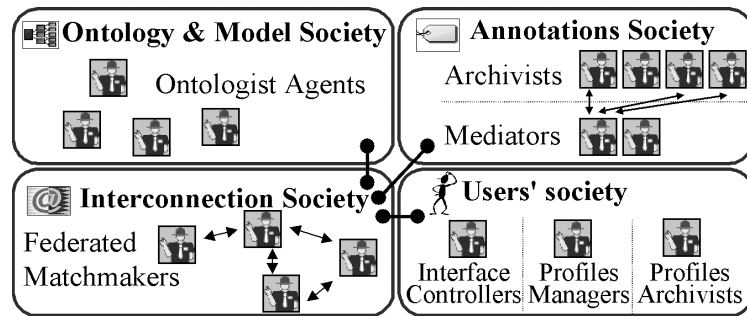 Ontology & Model Society
Ontologist Agents
Annotations Society
Archivists
Mediators
@ Interconnection Society
Federated
Matchmakers
Users' society
Interface
Controllers
Profiles
Managers
Profiles
Archivists